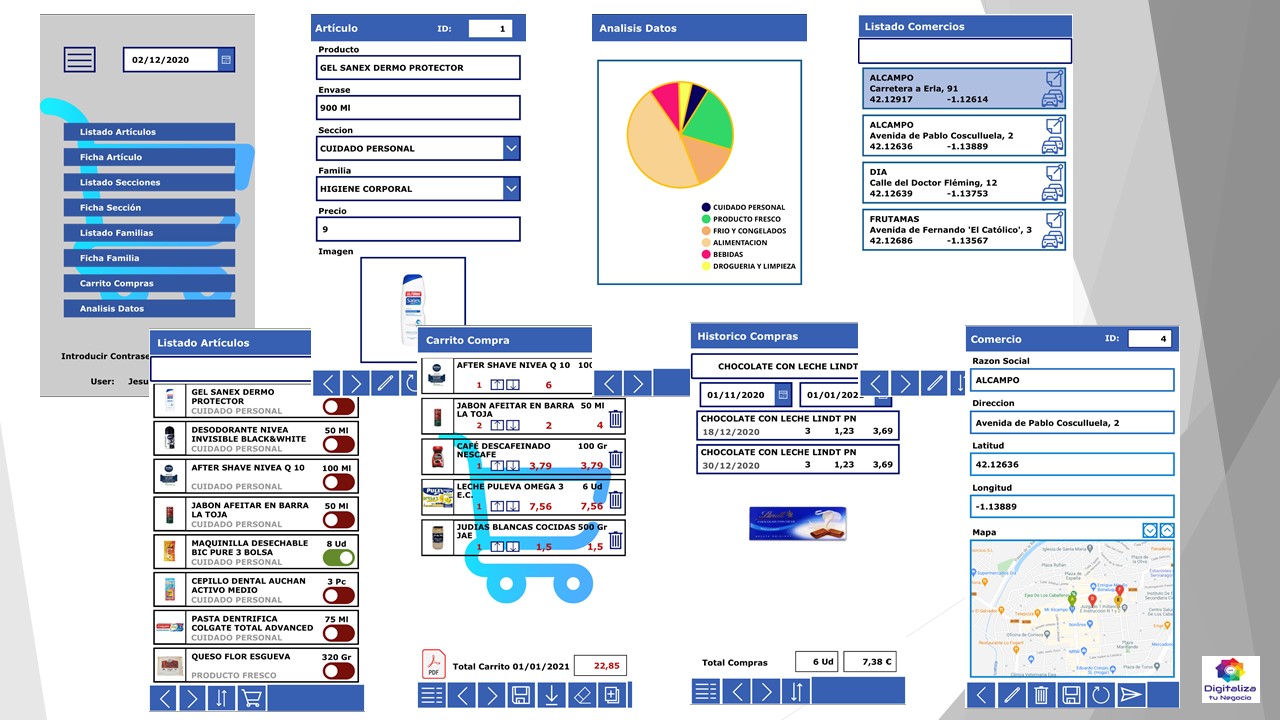 02/12/2020
Listado Artículos
Ficha Artículo
Listado Secciones
Ficha Sección
Listado Familias
Ficha Familia
Carrito Compras
Analisis Datos
Introducir Contrase
User: Jesu
Artículo ID: 1
Producto
GEL SANEX DERMO PROTECTOR
Envase
900 Ml
Seccion
CUIDADO PERSONAL
Familia
HIGIENE CORPORAL
Precio
9
Imagen
Analisis Datos
CUIDADO PERSONAL
PRODUCTO FRESCO
FRIO Y CONGELADOS
ALIMENTACION
BEBIDAS
DROGUERIA Y LIMPIEZA
Listado Comercios
ALCAMPO
Carretera a Erla, 91
42.12917 -1.12614
ALCAMPO
Avenida de Pablo Cosculluela, 2
42.12636 -1.13889
DIA
Calle del Doctor Fléming, 12
42.12639 -1.13753
FRUTAMAS
Avenida de Fernando 'El Católico', 3
42.12686 -1.13567
Listado Artículos
GEL SANEX DERMO
PROTECTOR
CUIDADO PERSONAL
DESODORANTE NIVEA 50 Ml
INVISIBLE BLACK&WHITE
CUIDADO PERSONAL
AFTER SHAVE NIVEA Q 10 100 Ml
CUIDADO PERSONAL
JABON AFEITAR EN BARRA 50 Ml
LA TOJA
CUIDADO PERSONAL
MAQUINILLA DESECHABLE 8 Ud
BIC PURE 3 BOLSA
CUIDADO PERSONAL
CEPILLO DENTAL AUCHAN 3 Pc
ACTIVO MEDIO
CUIDADO PERSONAL
PASTA DENTRIFICA 75 Ml
COLGATE TOTAL ADVANCED
CUIDADO PERSONAL
QUESO FLOR ESGUEVA 320 Gr
PRODUCTO FRESCO
Carrito Compra
AFTER SHAVE NIVEA Q 10 100
1 6
JABON AFEITAR EN BARRA 50 Ml
LA TOJA
2 2 4
CAFÉ DESCAFEINADO 100 Gr
NESCAFE
1 3,79 3,79
LECHE PULEVA OMEGA 3 6 Ud
E.C.
1 7,56 7,56
JUDIAS BLANCAS COCIDAS 500 Gr
JAE
1 1,5 1,5
PDF
Total Carrito 01/01/2021 22,85
Historico Compras
CHOCOLATE CON LECHE LINDT
01/11/2020 01/01/2021
CHOCOLATE CON LECHE LINDT PN
18/12/2020 3 1,23 3,69
CHOCOLATE CON LECHE LINDT PN
30/12/2020 3 1,23 3,69
Total Compras 6 Ud 7,38 €
Comercio ID: 4
Razon Social
ALCAMPO
Direccion
Avenida de Pablo Cosculluela, 2
Latitud
42.12636
Longitud
-1.13889
Mapa
Digitaliza
tu Negocio